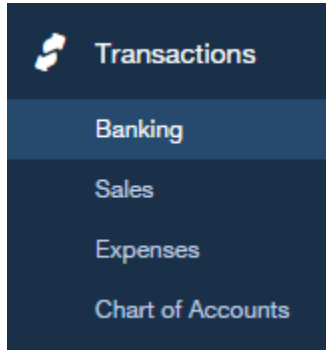 Transactions
Banking
Sales
Expenses
Chart of Accounts